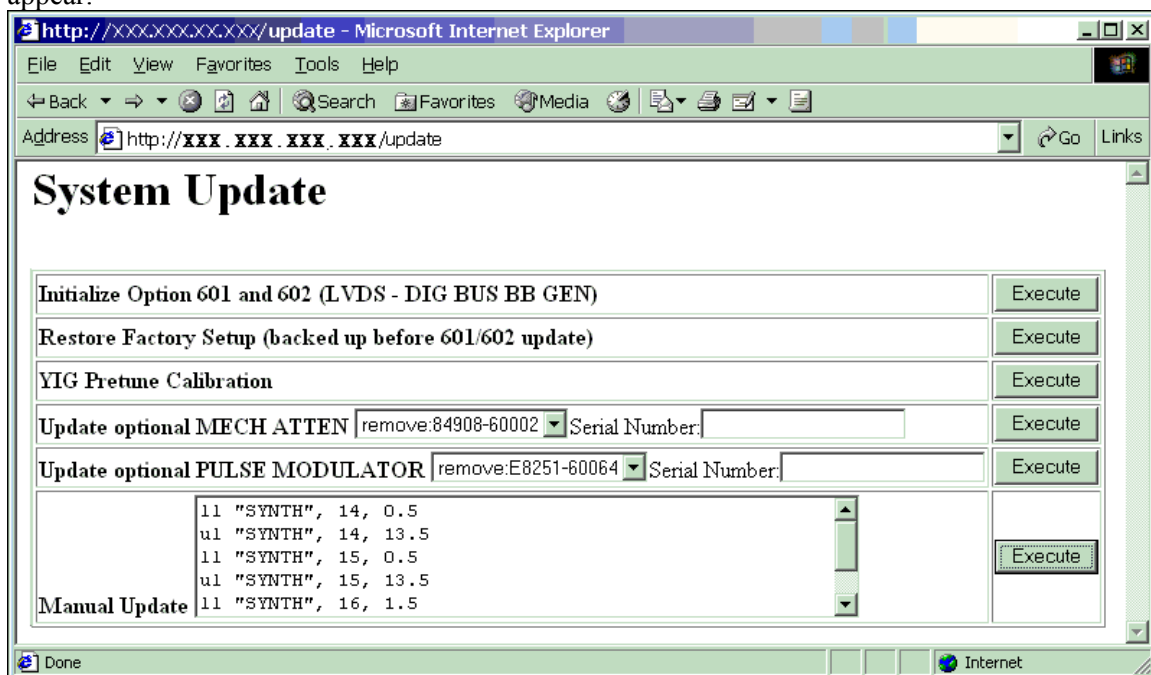 appear.
http://XXX.XXX.XX.XXX/update - Microsoft Internet Explorer
File Edit View Favorites Tools Help
Back Search Favorites Media
Address http://XXX.XXX.XXX.XXX/update Go Links
System Update
Initialize Option 601 and 602 (LVDS - DIG BUS BB GEN) Execute
Restore Factory Setup (backed up before 601/602 update) Execute
YIG Pretune Calibration Execute
Update optional MECH ATTEN remove:84908-60002 Serial Number: Execute
Update optional PULSE MODULATOR remove:E8251-60064 Serial Number: Execute
ll "SYNTH", 14, 0.5
ul "SYNTH", 14, 13.5
ll "SYNTH", 15, 0.5
ul "SYNTH", 15, 13.5
Manual Update ll "SYNTH", 16, 1.5 Execute
Done Internet